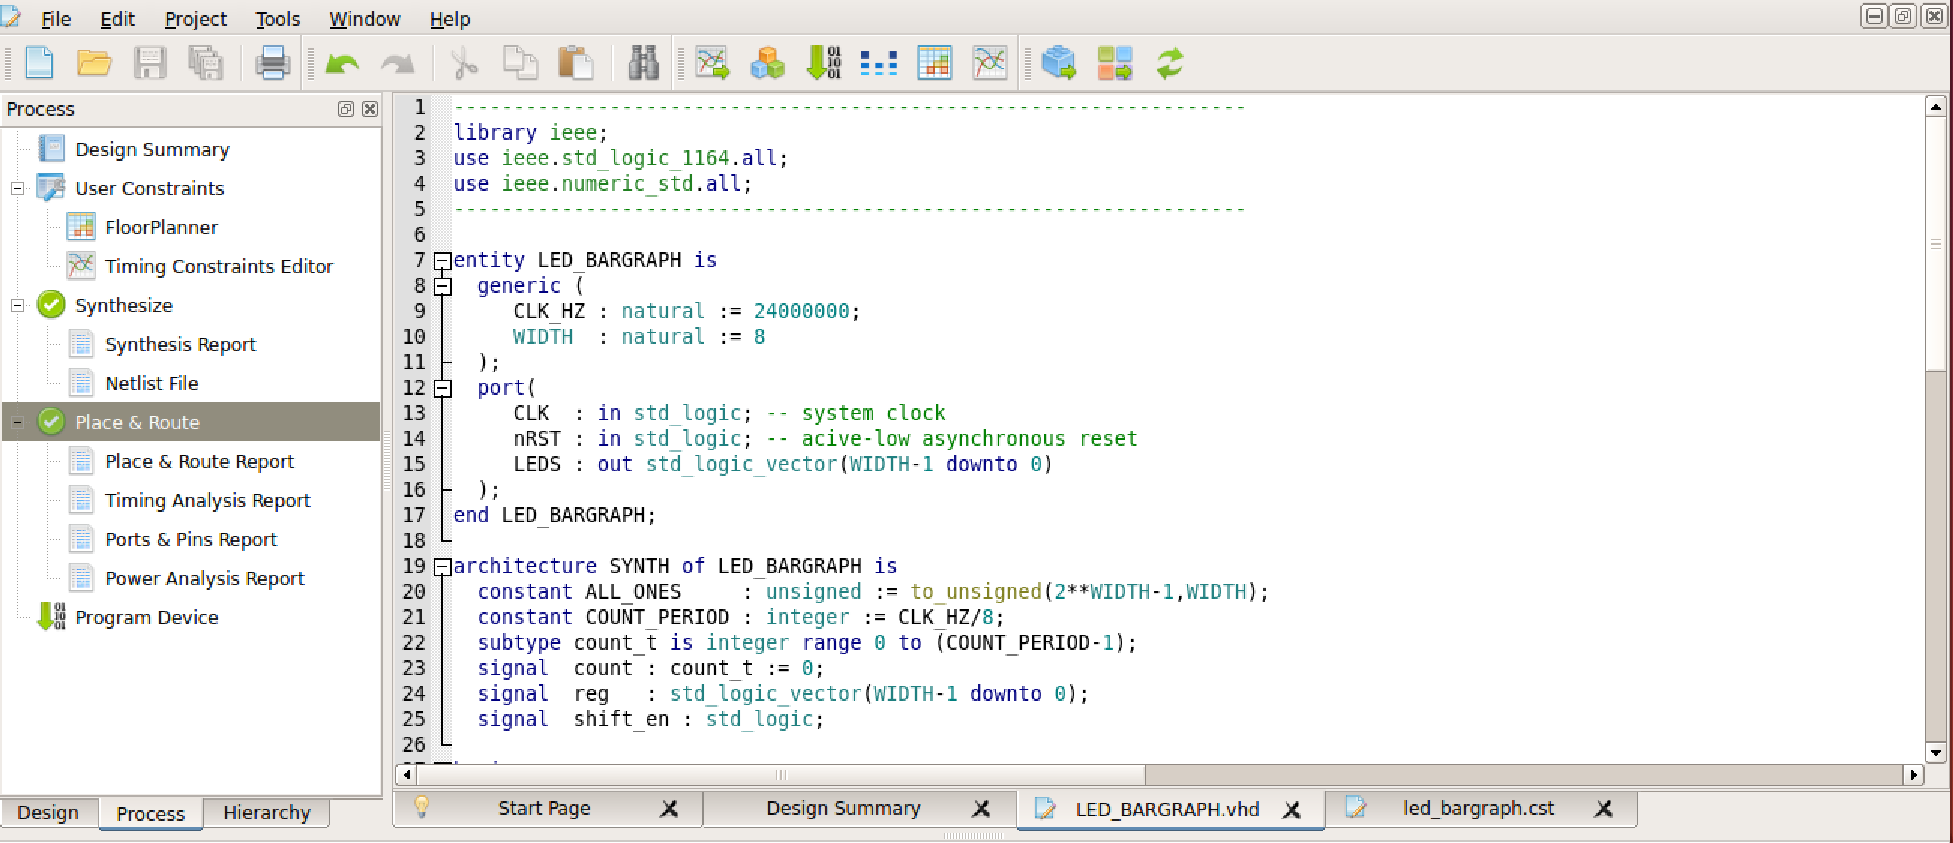 File Edit Project Tools Window Help
Process
Design Summary
User Constraints
FloorPlanner
Timing Constraints Editor
Synthesize
Synthesis Report
Netlist File
Place & Route
Place & Route Report
Timing Analysis Report
Ports & Pins Report
Power Analysis Report
Program Device
Design Process Hierarchy
1 ------------------------------------------------------------------
2 library ieee;
3 use ieee.std_logic_1164.all;
4 use ieee.numeric_std.all;
5 ------------------------------------------------------------------
6
7 entity LED_BARGRAPH is
8 generic (
9 CLK_HZ : natural := 24000000;
10 WIDTH : natural := 8
11 );
12 port(
13 CLK : in std_logic; -- system clock
14 nRST : in std_logic; -- acive-low asynchronous reset
15 LEDS : out std_logic_vector(WIDTH-1 downto 0)
16 );
17 end LED_BARGRAPH;
18
19 architecture SYNTH of LED_BARGRAPH is
20 constant ALL_ONES : unsigned := to_unsigned(2**WIDTH-1,WIDTH);
21 constant COUNT_PERIOD : integer := CLK_HZ/8;
22 subtype count_t is integer range 0 to (COUNT_PERIOD-1);
23 signal count : count_t := 0;
24 signal reg : std_logic_vector(WIDTH-1 downto 0);
25 signal shift_en : std_logic;
26
Start Page Design Summary LED_BARGRAPH.vhd led_bargraph.cst